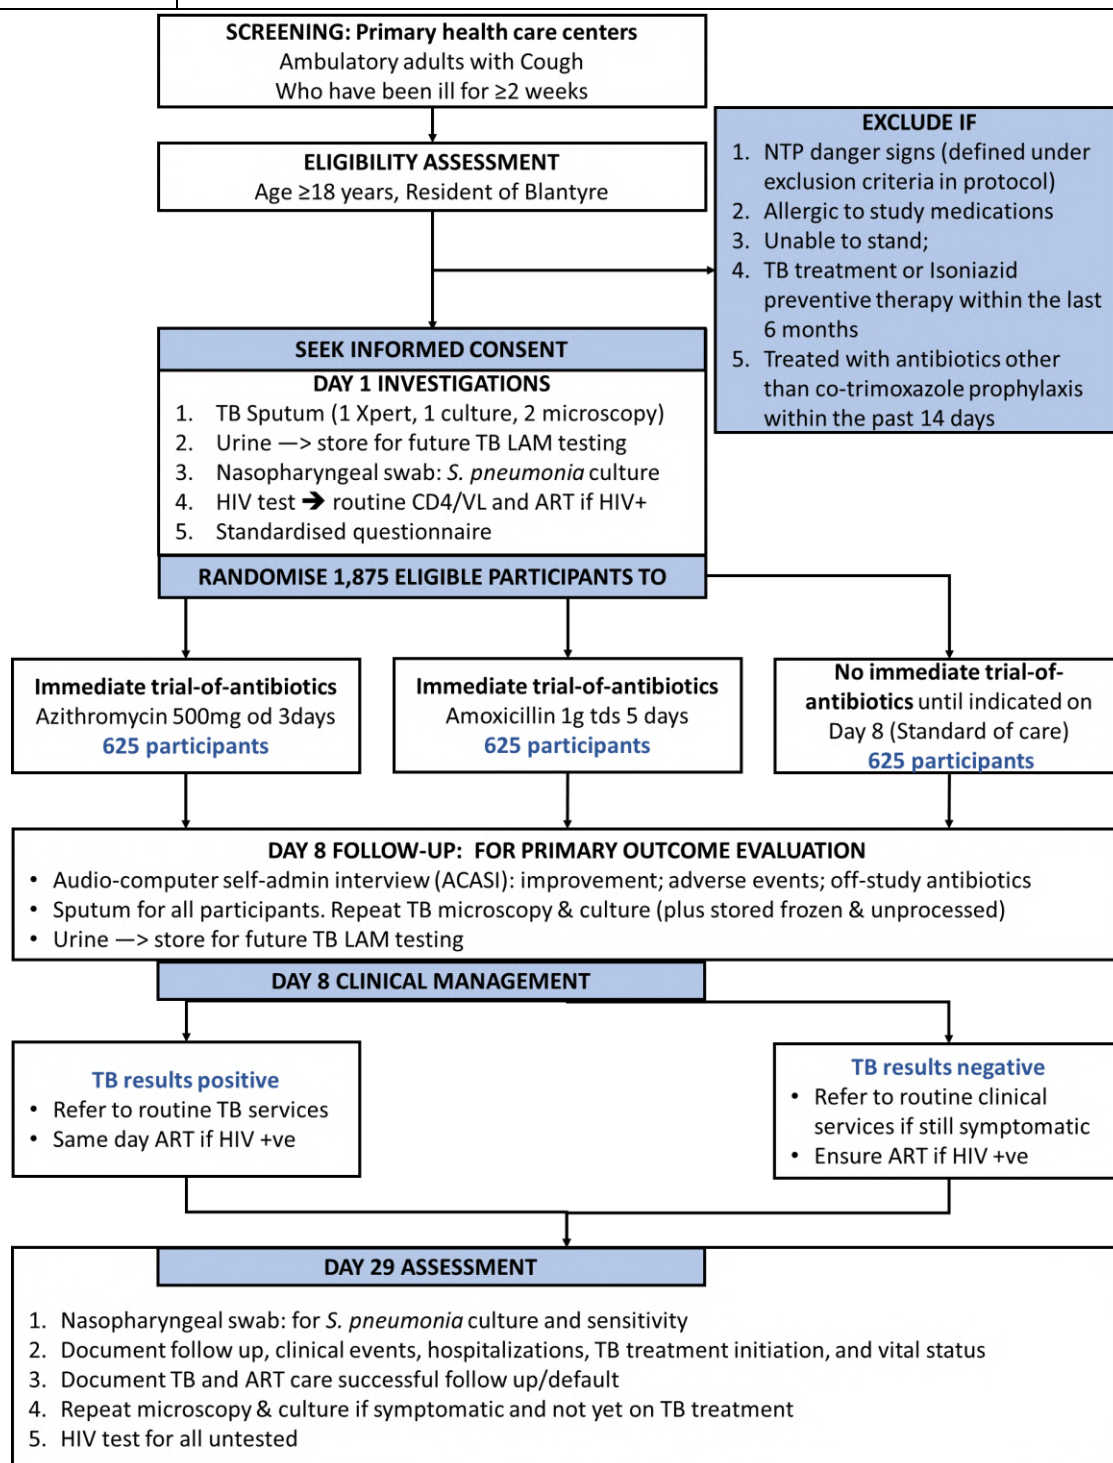 SCREENING: Primary health care centers
Ambulatory adults with Cough
Who have been ill for ≥2 weeks
ELIGIBILITY ASSESSMENT
Age ≥18 years, Resident of Blantyre
EXCLUDE IF
1. NTP danger signs (defined under
exclusion criteria in protocol)
2. Allergic to study medications
3. Unable to stand;
4. TB treatment or Isoniazid
preventive therapy within the last
6 months
5. Treated with antibiotics other
than co-trimoxazole prophylaxis
within the past 14 days
SEEK INFORMED CONSENT
DAY 1 INVESTIGATIONS
1. TB Sputum (1 Xpert, 1 culture, 2 microscopy)
2. Urine —> store for future TB LAM testing
3. Nasopharyngeal swab: S. pneumonia culture
4. HIV test ➔ routine CD4/VL and ART if HIV+
5. Standardised questionnaire
RANDOMISE 1,875 ELIGIBLE PARTICIPANTS TO
Immediate trial-of-antibiotics
Azithromycin 500mg od 3days
625 participants
Immediate trial-of-antibiotics
Amoxicillin 1g tds 5 days
625 participants
No immediate trial-of-
antibiotics until indicated on
Day 8 (Standard of care)
625 participants
DAY 8 FOLLOW-UP: FOR PRIMARY OUTCOME EVALUATION
• Audio-computer self-admin interview (ACASI): improvement; adverse events; off-study antibiotics
• Sputum for all participants. Repeat TB microscopy & culture (plus stored frozen & unprocessed)
• Urine —> store for future TB LAM testing
DAY 8 CLINICAL MANAGEMENT
TB results positive
• Refer to routine TB services
• Same day ART if HIV +ve
TB results negative
• Refer to routine clinical
services if still symptomatic
• Ensure ART if HIV +ve
DAY 29 ASSESSMENT
1. Nasopharyngeal swab: for S. pneumonia culture and sensitivity
2. Document follow up, clinical events, hospitalizations, TB treatment initiation, and vital status
3. Document TB and ART care successful follow up/default
4. Repeat microscopy & culture if symptomatic and not yet on TB treatment
5. HIV test for all untested